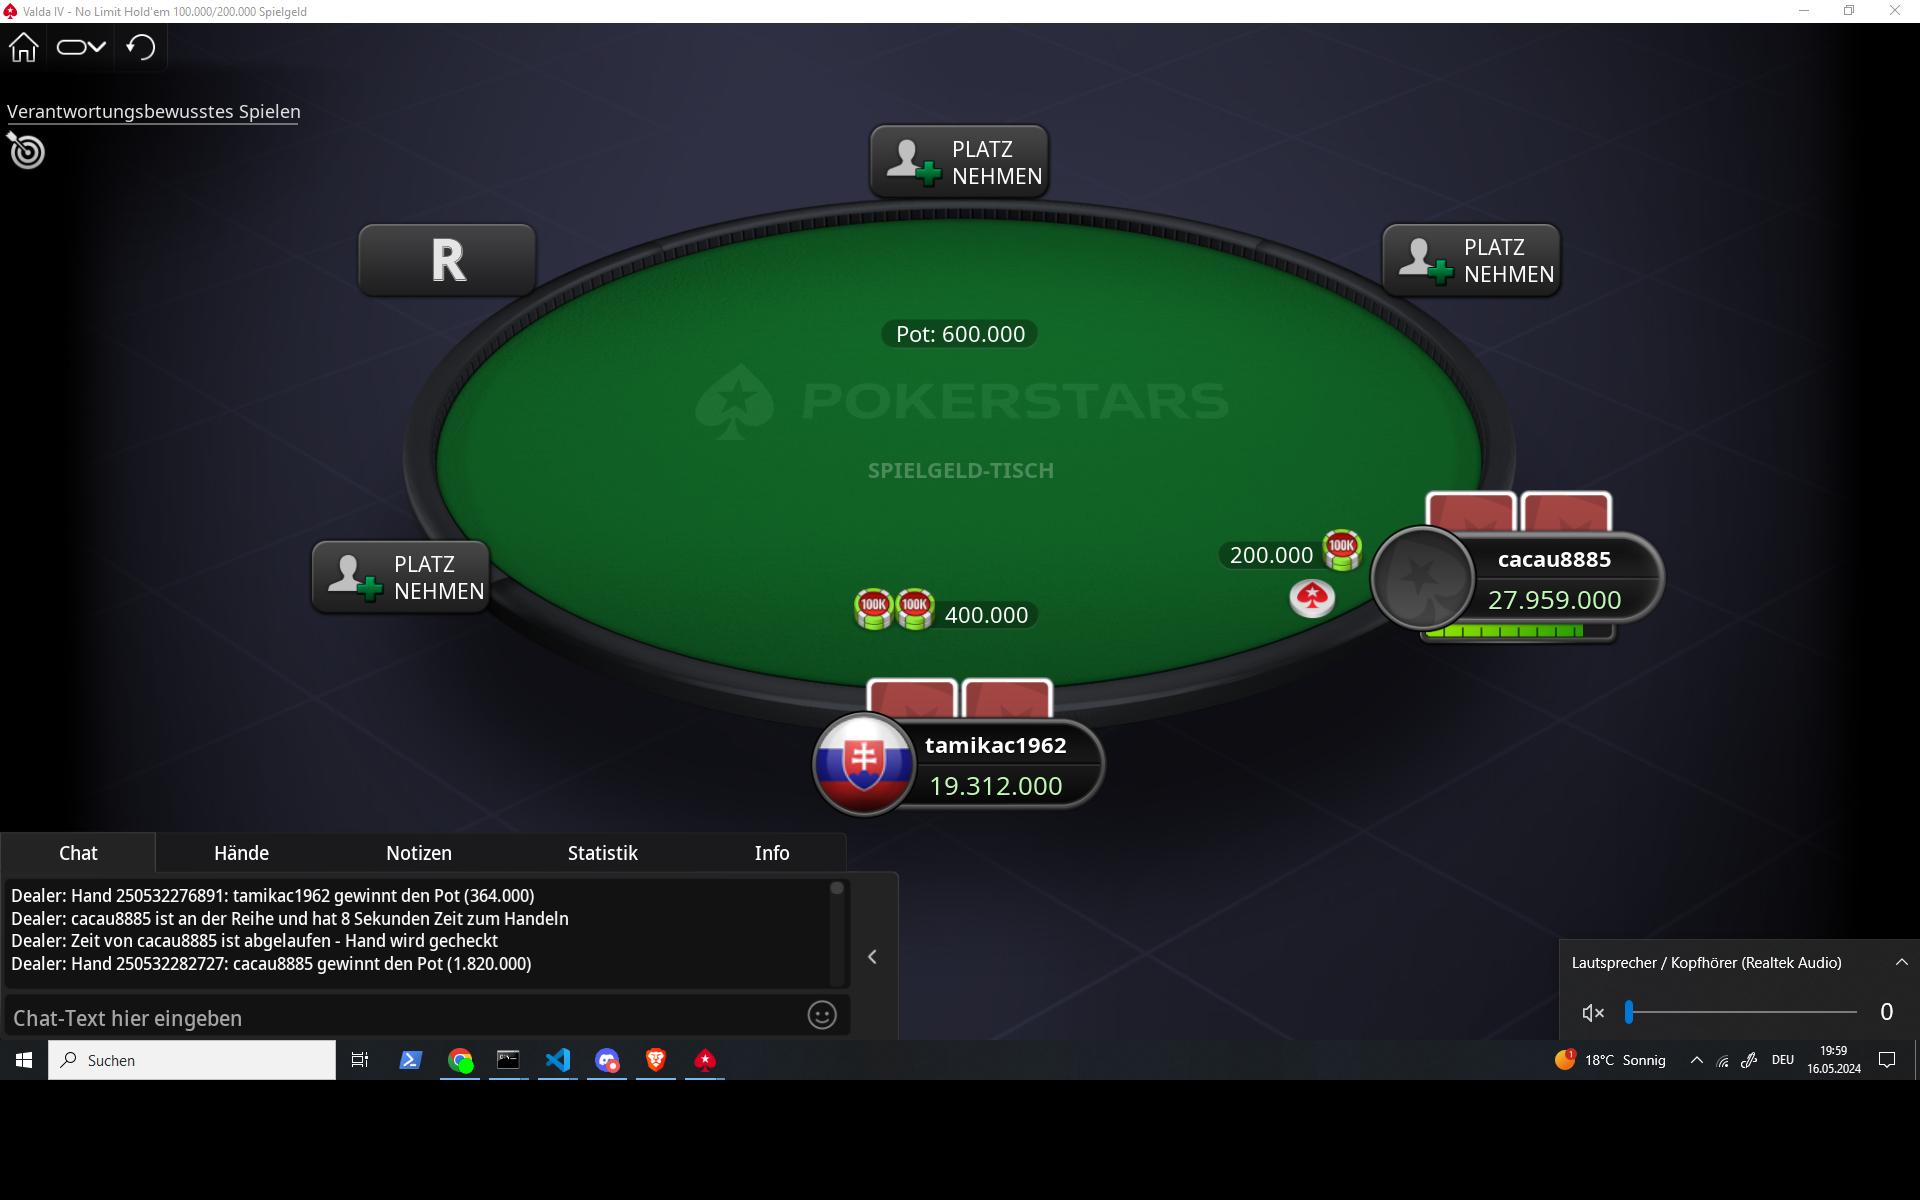 Valda IV - No Limit Hold'em 100.000/200.000 Spielgeld
Verantwortungsbewusstes Spielen
PLATZ
NEHMEN
R
PLATZ
NEHMEN
Pot: 600.000
POKERSTARS
SPIELGELD-TISCH
200.000
100K
cacau8885
27.959.000
PLATZ
NEHMEN
100K
100K
400.000
tamikac1962
19.312.000
Chat
Hände
Notizen
Statistik
Info
Dealer: Hand 250532276891: tamikac1962 gewinnt den Pot (364.000)
Dealer: cacau8885 ist an der Reihe und hat 8 Sekunden Zeit zum Handeln
Dealer: Zeit von cacau8885 ist abgelaufen - Hand wird gecheckt
Dealer: Hand 250532282727: cacau8885 gewinnt den Pot (1.820.000)
Chat-Text hier eingeben
Lautsprecher / Kopfhörer (Realtek Audio)
0
Suchen
1
18°C Sonnig
DEU
19:59
16.05.2024